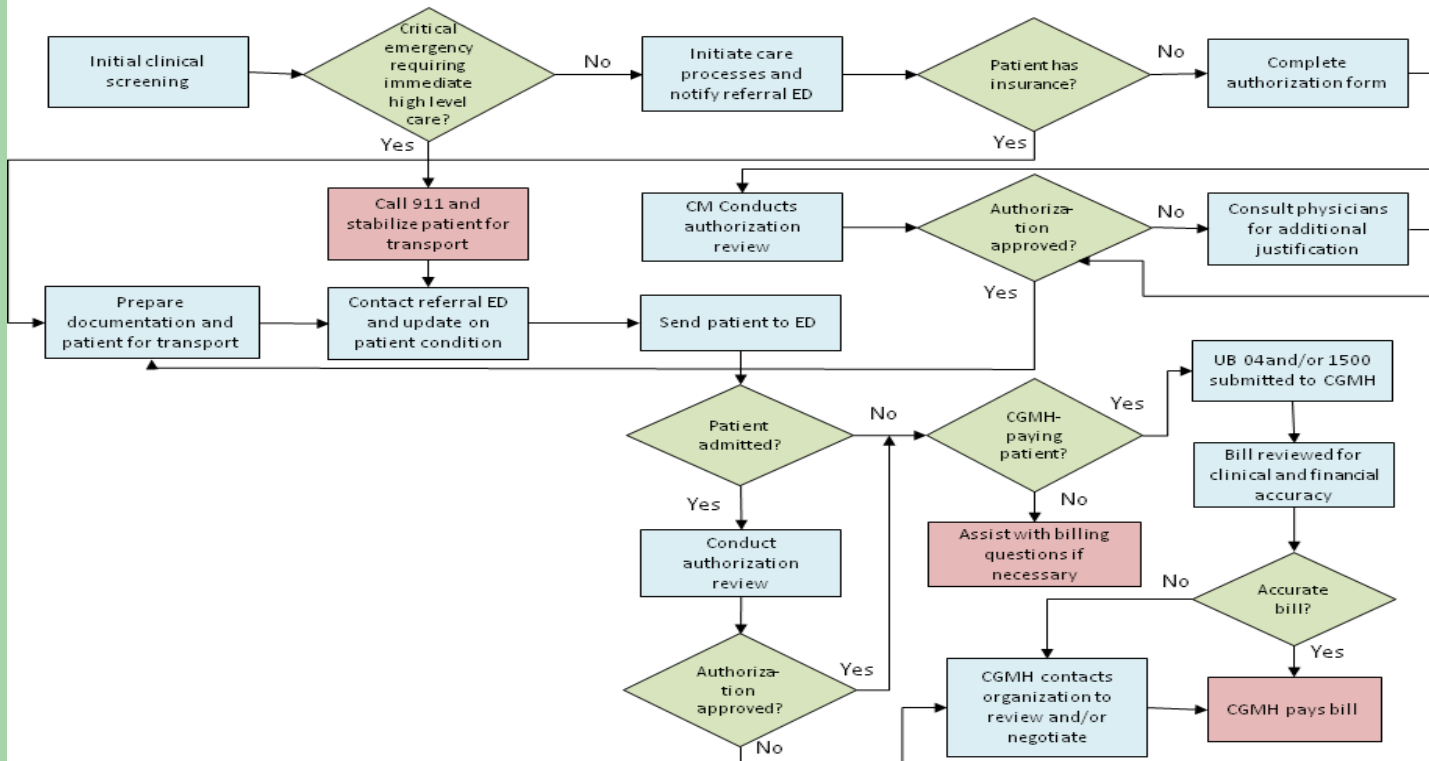 Initial clinical
screening
Critical
emergency
requiring
immediate
high level
care?
No
Initiate care
processes and
notify referral ED
Patient has
insurance?
No
Complete
authorization form
Yes
Yes
Call 911 and
stabilize patient for
transport
CM Conducts
authorization
review
Authoriza-
tion
approved?
No
Consult physicians
for additional
justification
Yes
Prepare
documentation and
patient for transport
Contact referral ED
and update on
patient condition
Send patient to ED
UB 04 and/or 1500
submitted to CGMH
Patient
admitted?
No
CGMH-
paying
patient?
Yes
Bill reviewed for
clinical and financial
accuracy
Yes
No
Conduct
authorization
review
Assist with billing
questions if
necessary
No
Accurate
bill?
Yes
Authoriza-
tion
approved?
Yes
CGMH contacts
organization to
review and/or
negotiate
CGMH pays bill
No